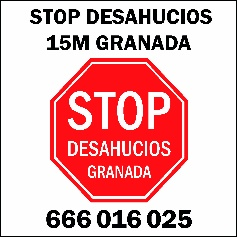 STOP DESAHUCIOS
15M GRANADA
STOP
DESAHUCIOS
GRANADA
666 016 025